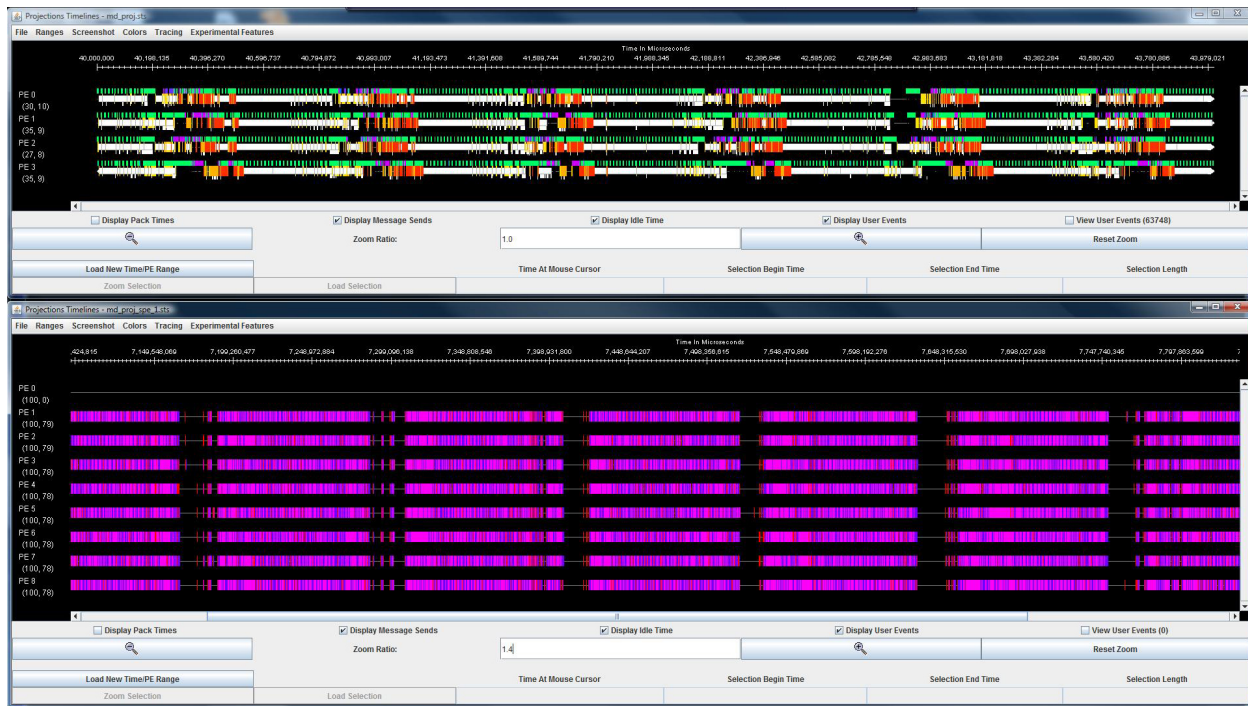 Projections Timelines - md_proj.sts
File Ranges Screenshot Colors Tracing Experimental Features
Time In Microseconds
40,000,000 40,198,135 40,396,270 40,596,737 40,794,872 40,993,007 41,193,473 41,391,608 41,589,744 41,790,210 41,988,345 42,188,811 42,386,946 42,585,082 42,785,548 42,983,683 43,181,818 43,382,284 43,580,420 43,780,886 43,979,021
PE 0
(30, 10)
PE 1
(35, 9)
PE 2
(27, 8)
PE 3
(35, 9)
Display Pack Times Display Message Sends Display Idle Time Display User Events View User Events (63748)
Zoom Ratio: 1.0 Reset Zoom
Load New Time/PE Range Time At Mouse Cursor Selection Begin Time Selection End Time Selection Length
Zoom Selection Load Selection
Projections Timelines - md_proj_spe_1.sts
File Ranges Screenshot Colors Tracing Experimental Features
Time In Microseconds
,424,815 7,149,548,069 7,199,260,477 7,248,972,884 7,299,096,138 7,348,808,546 7,398,931,800 7,448,644,207 7,498,356,615 7,548,479,869 7,598,192,276 7,648,315,530 7,698,027,938 7,747,740,345 7,797,863,599 7
PE 0
(100, 0)
PE 1
(100, 79)
PE 2
(100, 79)
PE 3
(100, 78)
PE 4
(100, 78)
PE 5
(100, 78)
PE 6
(100, 78)
PE 7
(100, 78)
PE 8
(100, 78)
Display Pack Times Display Message Sends Display Idle Time Display User Events View User Events (0)
Zoom Ratio: 1.4 Reset Zoom
Load New Time/PE Range Time At Mouse Cursor Selection Begin Time Selection End Time Selection Length
Zoom Selection Load Selection